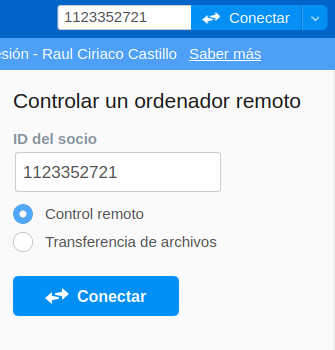 1123352721 Conectar
esión - Raul Ciriaco Castillo Saber más
Controlar un ordenador remoto
ID del socio
1123352721
Control remoto
Transferencia de archivos
Conectar